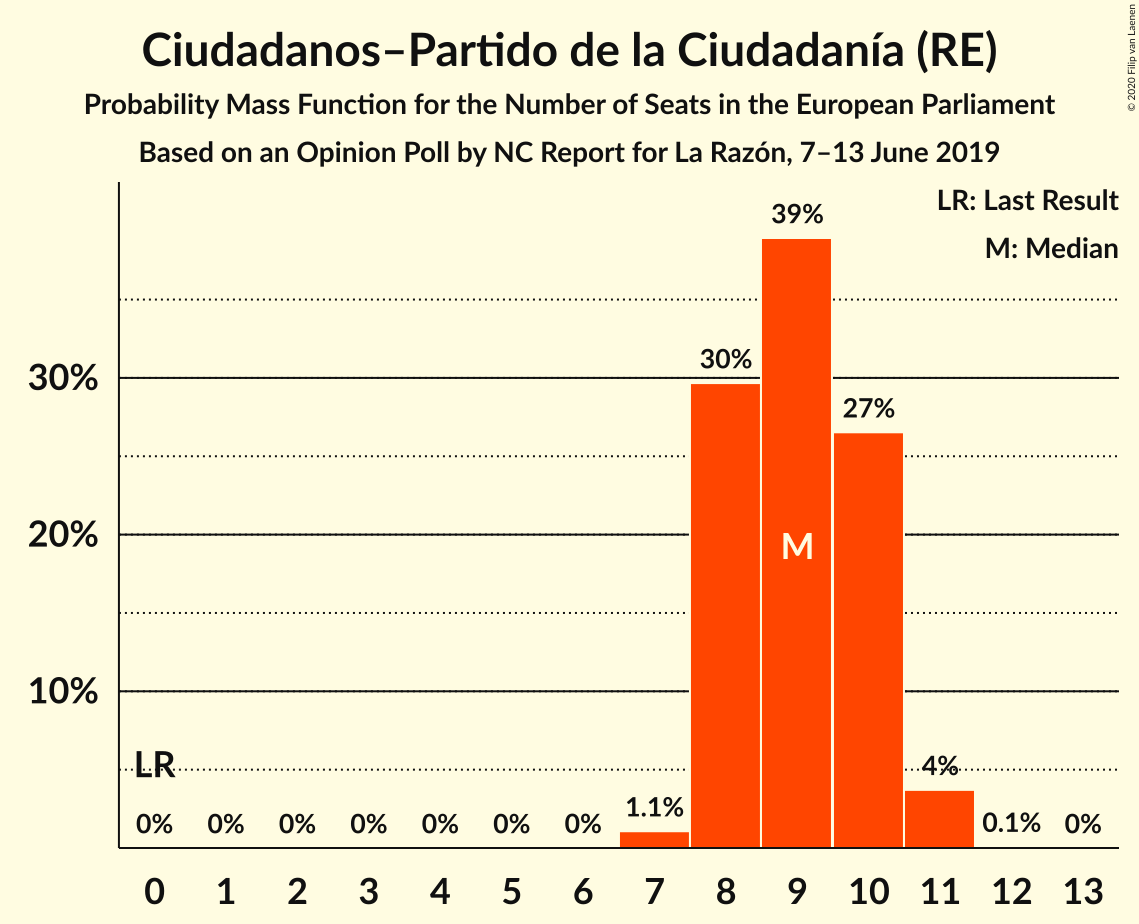 Ciudadanos–Partido de la Ciudadanía (RE)
Probability Mass Function for the Number of Seats in the European Parliament
Based on an Opinion Poll by NC Report for La Razón, 7–13 June 2019
© 2020 Filip van Laenen
LR: Last Result
M: Median
39%
30%
30%
27%
20%
M
10%
LR
4%
0% 0% 0% 0% 0% 0% 0% 1.1% 0.1% 0%
0 1 2 3 4 5 6 7 8 9 10 11 12 13